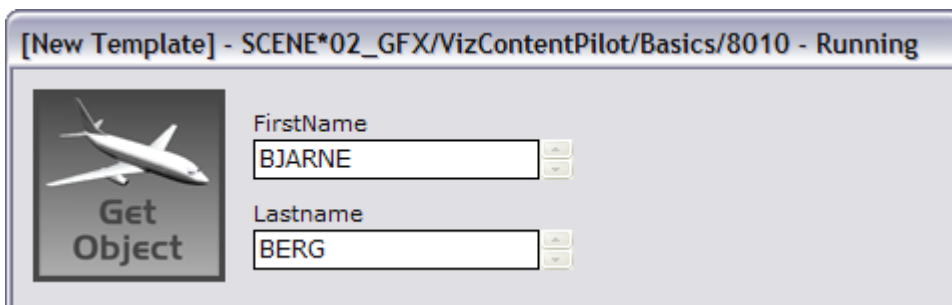 [New Template] - SCENE*02_GFX/VizContentPilot/Basics/8010 - Running
Get
Object
FirstName
BJARNE
Lastname
BERG